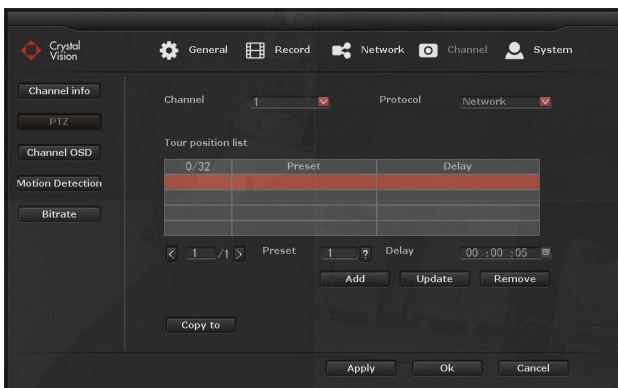 Crystal Vision
General Record Network Channel System
Channel info
PTZ
Channel OSD
Motion Detection
Bitrate
Channel 1 Protocol Network
Tour position list
0/32 Preset Delay
< 1 /1 > Preset 1 ? Delay 00 :00 :05
Add Update Remove
Copy to
Apply Ok Cancel